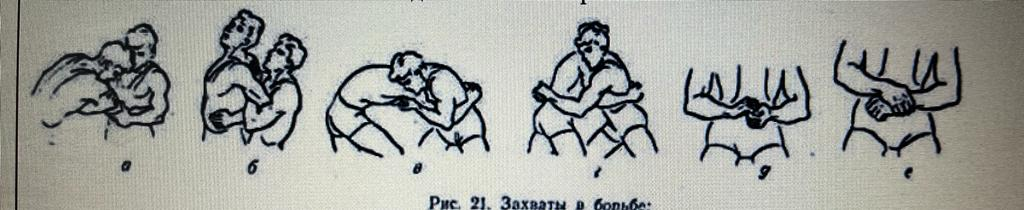 а б в г д е
Рис. 21. Захваты в борьбе: